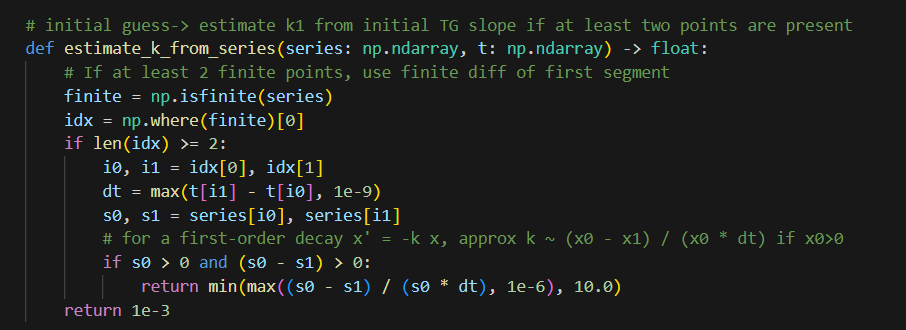 # initial guess-> estimate k1 from initial TG slope if at least two points are present
def estimate_k_from_series(series: np.ndarray, t: np.ndarray) -> float:
    # If at least 2 finite points, use finite diff of first segment
    finite = np.isfinite(series)
    idx = np.where(finite)[0]
    if len(idx) >= 2:
        i0, i1 = idx[0], idx[1]
        dt = max(t[i1] - t[i0], 1e-9)
        s0, s1 = series[i0], series[i1]
        # for a first-order decay x' = -k x, approx k ~ (x0 - x1) / (x0 * dt) if x0>0
        if s0 > 0 and (s0 - s1) > 0:
            return min(max((s0 - s1) / (s0 * dt), 1e-6), 10.0)
    return 1e-3